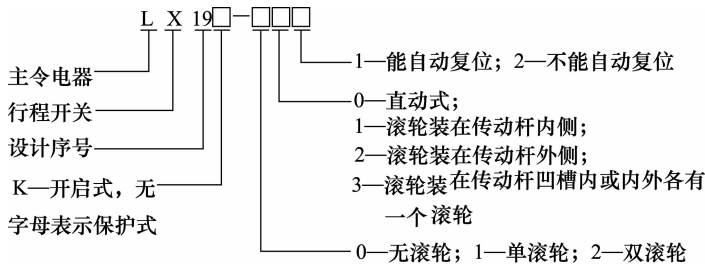 LX19□－□□□
主令电器
行程开关
设计序号
K—开启式，无
字母表示保护式
1—能自动复位；2—不能自动复位
0—直动式；
1—滚轮装在传动杆内侧；
2—滚轮装在传动杆外侧；
3—滚轮装在传动杆凹槽内或内外各有
一个滚轮
0—无滚轮；1—单滚轮；2—双滚轮